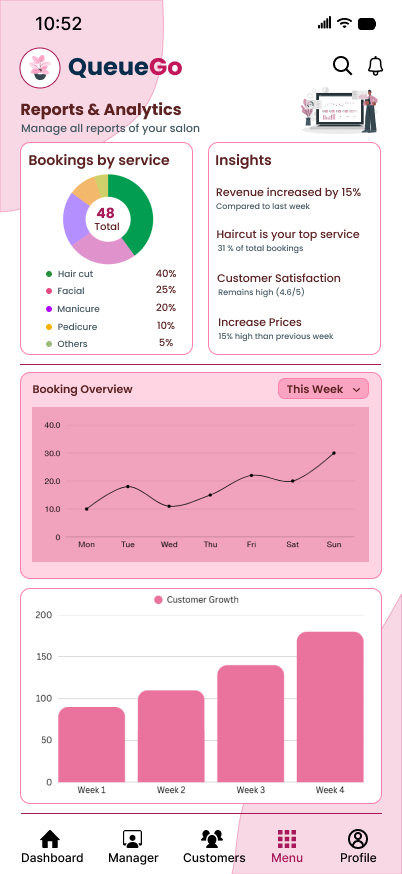 10:52
QueueGo
Reports & Analytics
Manage all reports of your salon
Bookings by service
48
Total
Hair cut 40%
Facial 25%
Manicure 20%
Pedicure 10%
Others 5%
Insights
Revenue increased by 15%
Compared to last week
Haircut is your top service
31 % of total bookings
Customer Satisfaction
Remains high (4.6/5)
Increase Prices
15% high than previous week
Booking Overview
This Week
40.0
30.0
20.0
10.0
0
Mon Tue Wed Thu Fri Sat Sun
Customer Growth
200
150
100
50
0
Week 1 Week 2 Week 3 Week 4
Dashboard Manager Customers Menu Profile